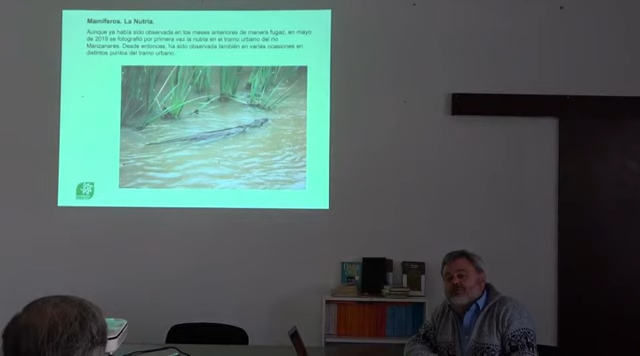 Mamíferos. La Nutria.
Aunque ya había sido observada en los meses anteriores de manera fugaz, en mayo
de 2019 se fotografió por primera vez la nutria en el tramo urbano del río
Manzanares. Desde entonces, ha sido observada también en varias ocasiones en
distintos puntos del tramo urbano.